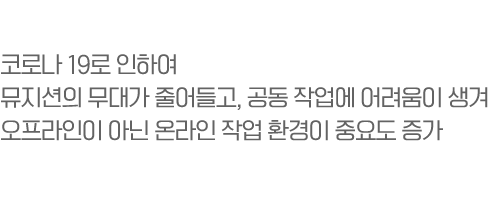 코로나 19로 인하여
뮤지션의 무대가 줄어들고, 공동 작업에 어려움이 생겨
오프라인이 아닌 온라인 작업 환경이 중요도 증가